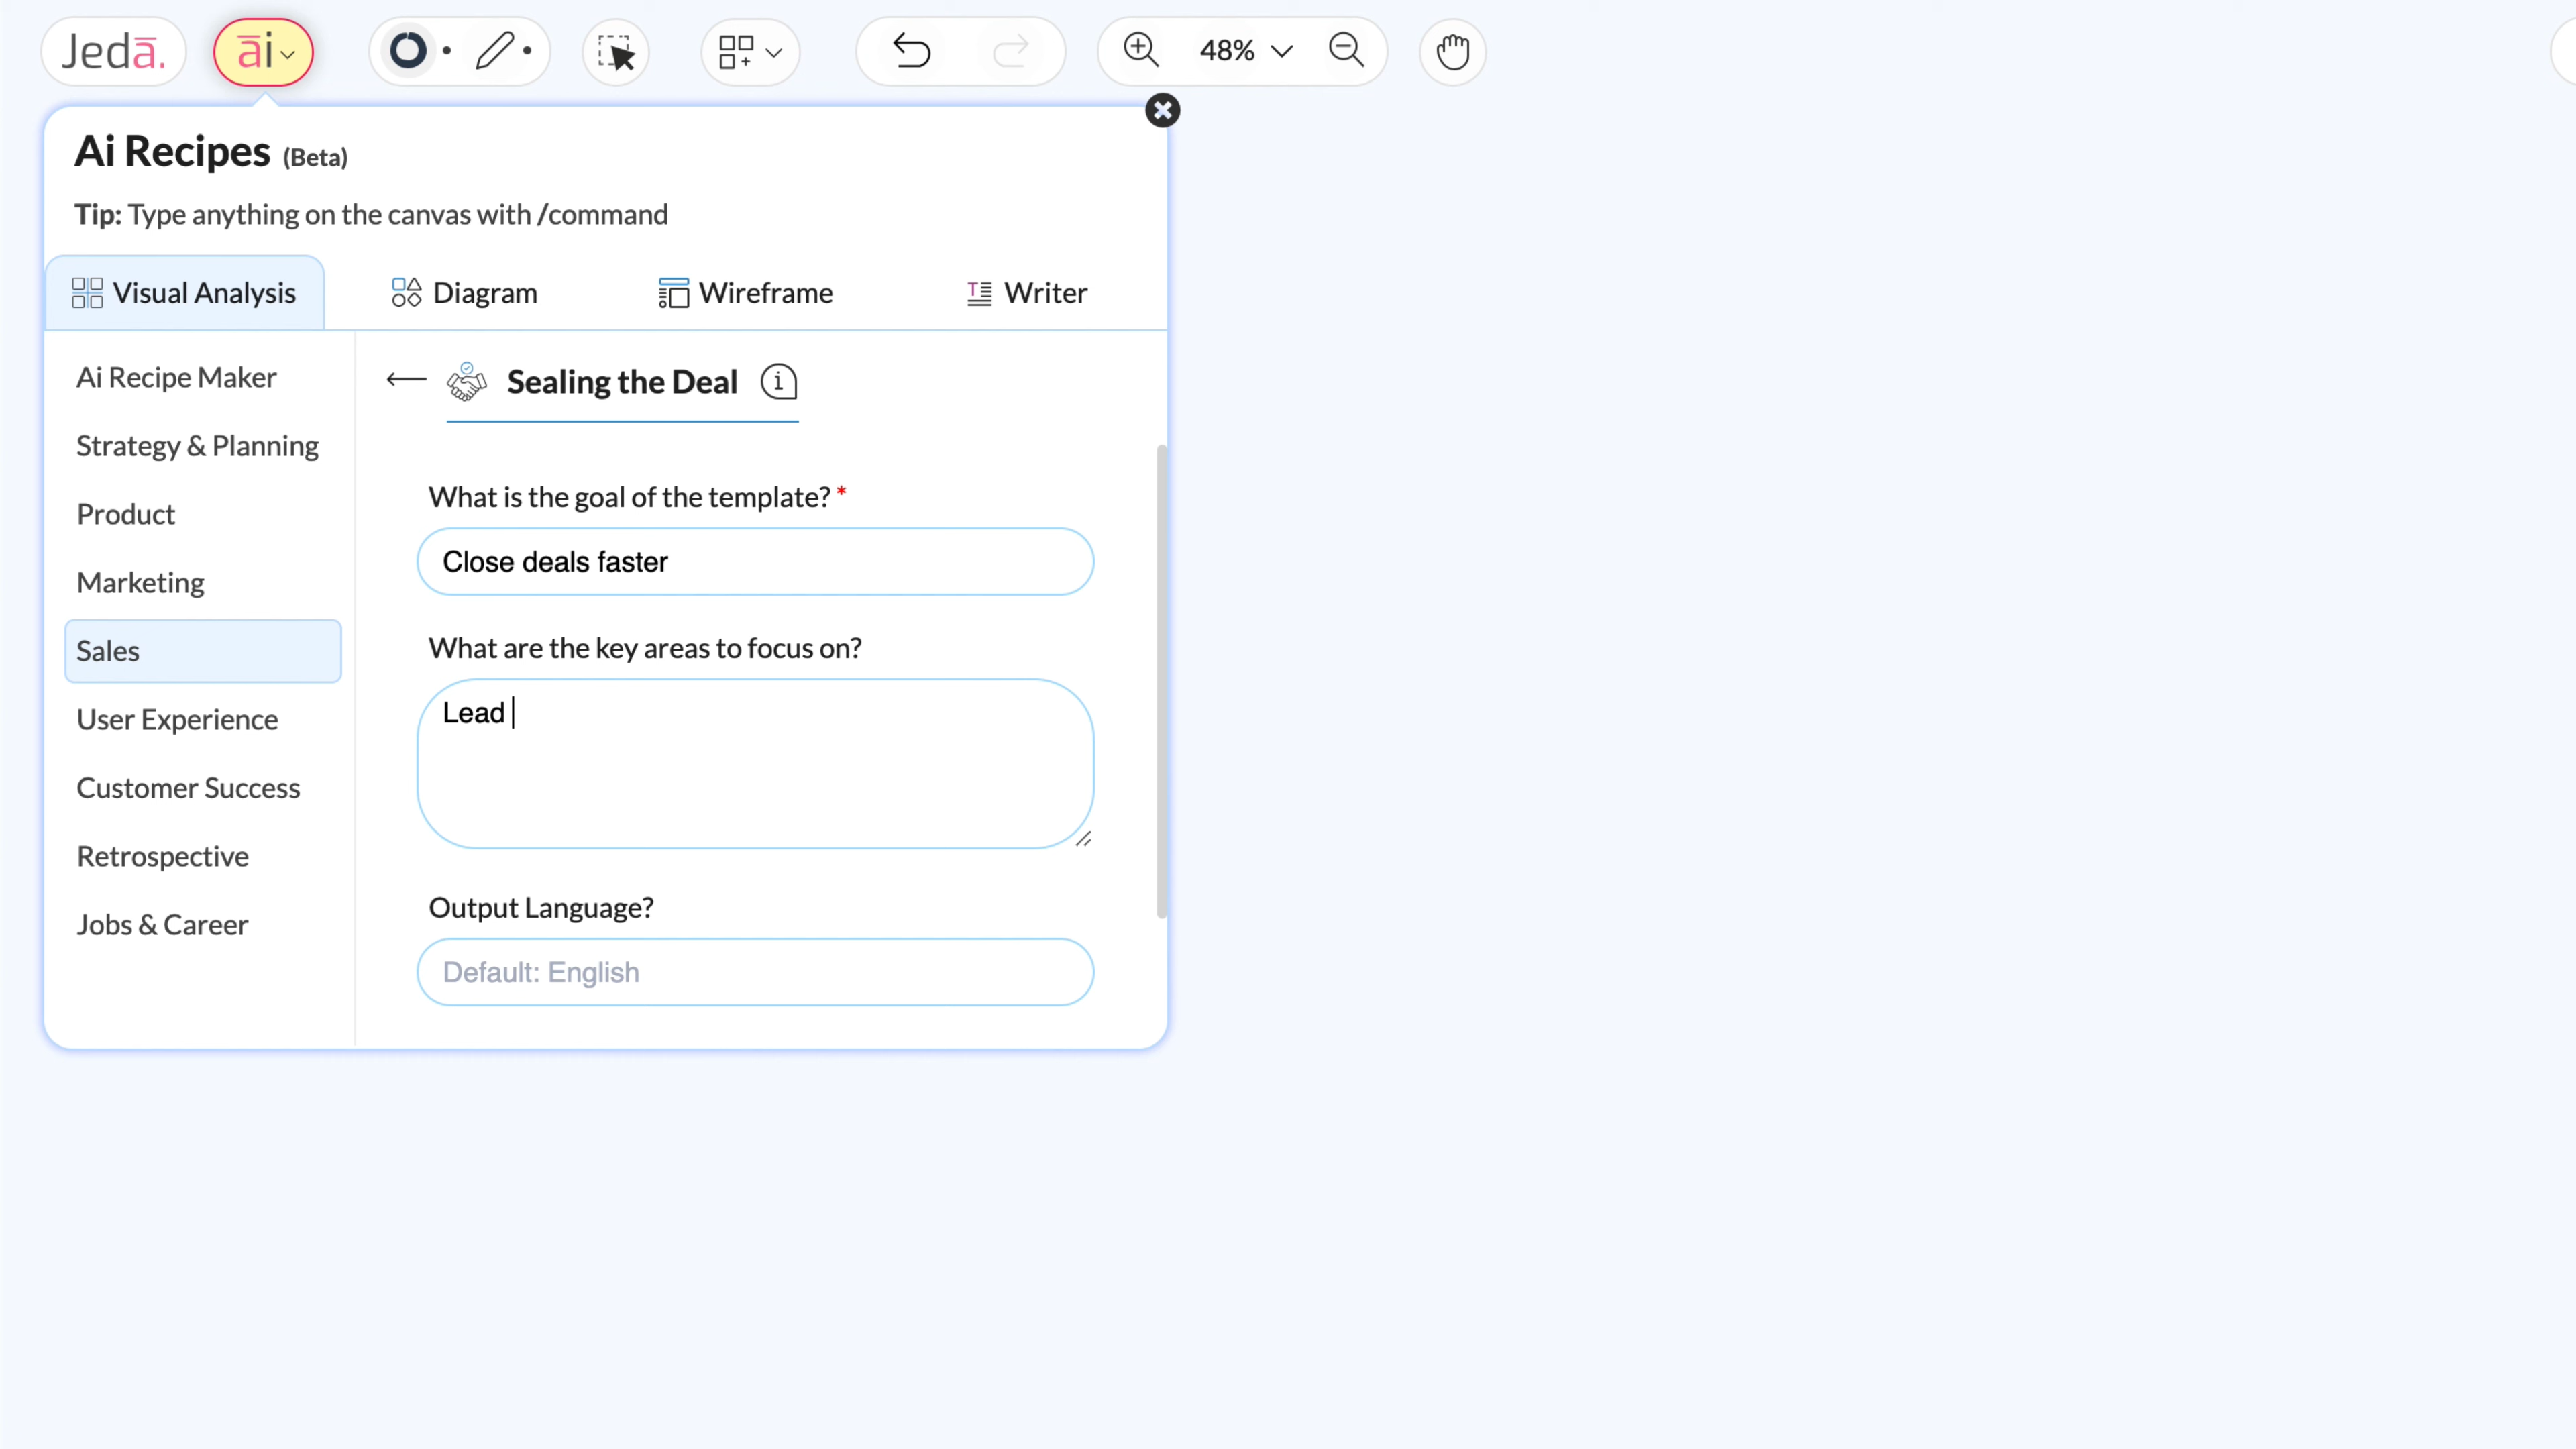 Jedā.
āi
48%
Ai Recipes (Beta)
Tip: Type anything on the canvas with /command
Visual Analysis
Diagram
Wireframe
Writer
Ai Recipe Maker
Strategy & Planning
Product
Marketing
Sales
User Experience
Customer Success
Retrospective
Jobs & Career
Sealing the Deal
What is the goal of the template? *
Close deals faster
What are the key areas to focus on?
Lead
Output Language?
Default: English